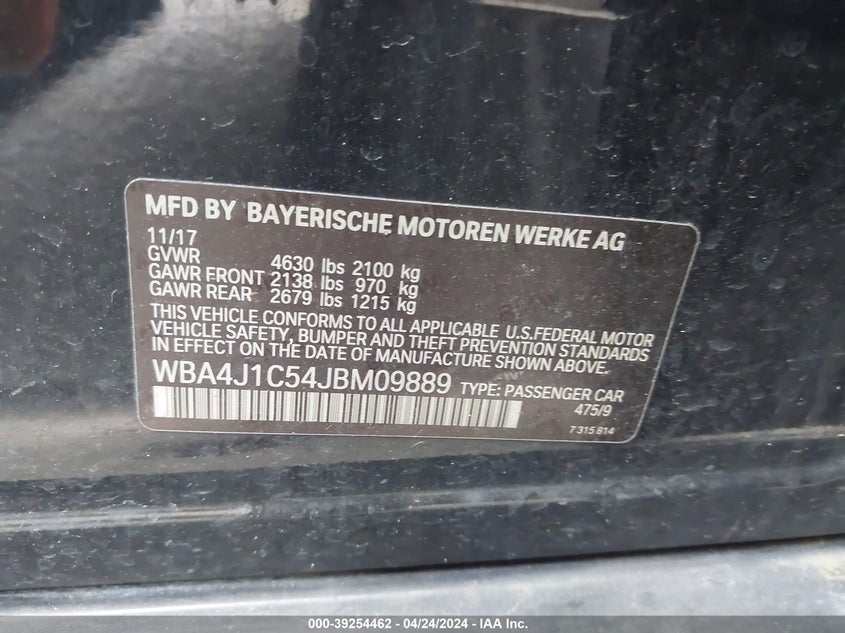 MFD BY BAYERISCHE MOTOREN WERKE AG
11/17
GVWR 4630 lbs 2100 kg
GAWR FRONT 2138 lbs 970 kg
GAWR REAR 2679 lbs 1215 kg
THIS VEHICLE CONFORMS TO ALL APPLICABLE U.S.FEDERAL MOTOR
VEHICLE SAFETY, BUMPER AND THEFT PREVENTION STANDARDS
IN EFFECT ON THE DATE OF MANUFACTURE SHOWN ABOVE.
WBA4J1C54JBM09889 TYPE: PASSENGER CAR
475/9
7 315 814
000-39254462 - 04/24/2024 - IAA Inc.